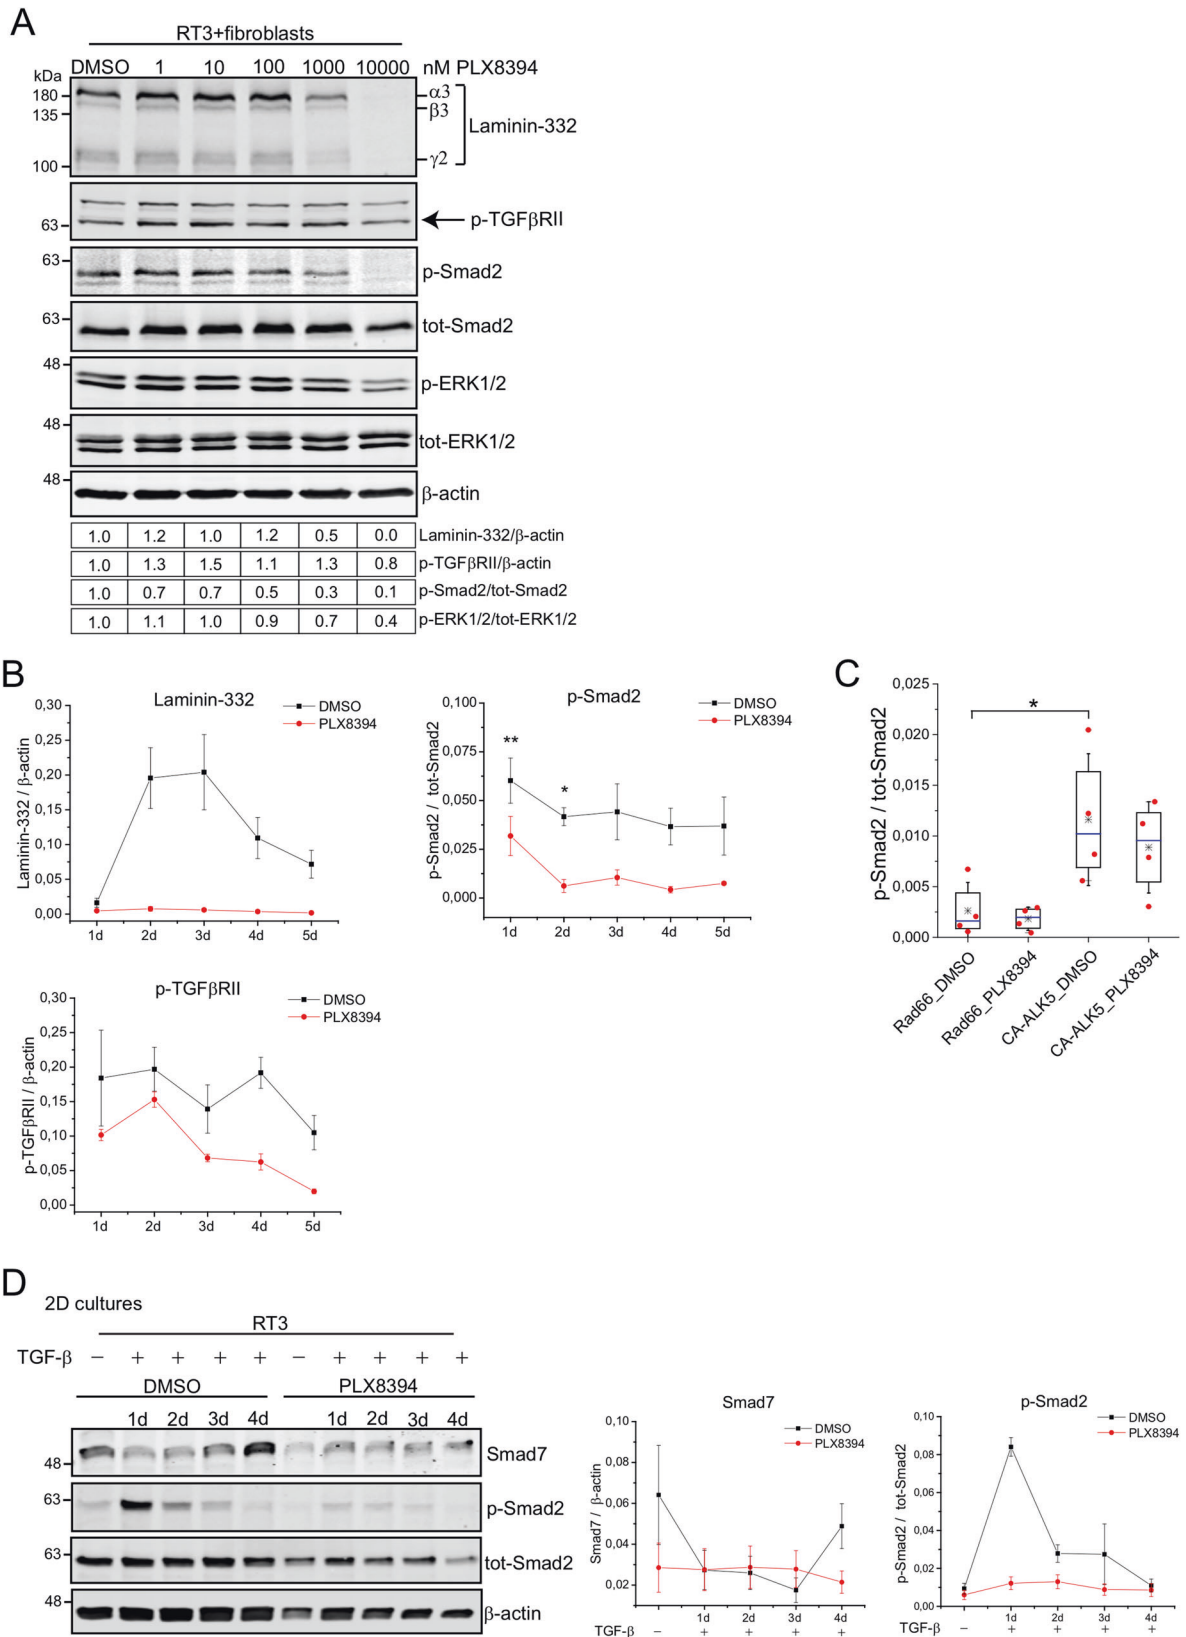 A
RT3+fibroblasts
DMSO 1 10 100 1000 10000 nM PLX8394
kDa
180
135
100
α3
β3
γ2
Laminin-332
63
p-TGFβRII
63
p-Smad2
63
tot-Smad2
48
p-ERK1/2
48
tot-ERK1/2
48
β-actin
1.0 1.2 1.0 1.2 0.5 0.0 Laminin-332/β-actin
1.0 1.3 1.5 1.1 1.3 0.8 p-TGFβRII/β-actin
1.0 0.7 0.7 0.5 0.3 0.1 p-Smad2/tot-Smad2
1.0 1.1 1.0 0.9 0.7 0.4 p-ERK1/2/tot-ERK1/2
B
Laminin-332
DMSO
PLX8394
Laminin-332 / β-actin
0,30
0,25
0,20
0,15
0,10
0,05
0,00
1d 2d 3d 4d 5d
p-Smad2
DMSO
PLX8394
p-Smad2 / tot-Smad2
0,100
0,075
0,050
0,025
0,000
**
*
1d 2d 3d 4d 5d
p-TGFβRII
DMSO
PLX8394
p-TGFβRII / β-actin
0,30
0,25
0,20
0,15
0,10
0,05
0,00
1d 2d 3d 4d 5d
C
p-Smad2 / tot-Smad2
0,025
0,020
0,015
0,010
0,005
0,000
*
Rad66_DMSO
Rad66_PLX8394
CA-ALK5_DMSO
CA-ALK5_PLX8394
D
2D cultures
RT3
TGF-β − + + + + − + + + +
DMSO PLX8394
1d 2d 3d 4d 1d 2d 3d 4d
48
Smad7
63
p-Smad2
63
tot-Smad2
48
β-actin
Smad7
DMSO
PLX8394
Smad7 / β-actin
0,10
0,08
0,06
0,04
0,02
1d 2d 3d 4d
TGF-β − + + + +
p-Smad2
DMSO
PLX8394
p-Smad2 / tot-Smad2
0,10
0,08
0,06
0,04
0,02
0,00
1d 2d 3d 4d
TGF-β − + + + +